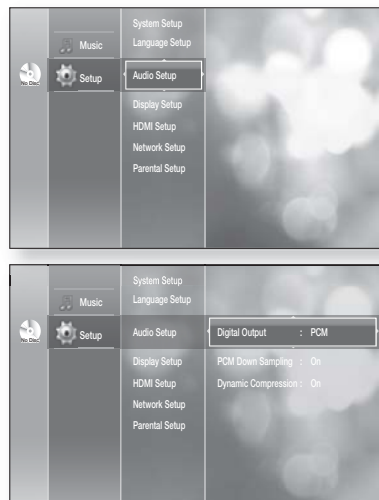 System Setup
Music
Language Setup
No Disc
Setup
Audio Setup
Display Setup
HDMI Setup
Network Setup
Parental Setup
System Setup
Music
Language Setup
No Disc
Setup
Audio Setup
Digital Output : PCM
Display Setup
PCM Down Sampling : On
HDMI Setup
Dynamic Compression : On
Network Setup
Parental Setup